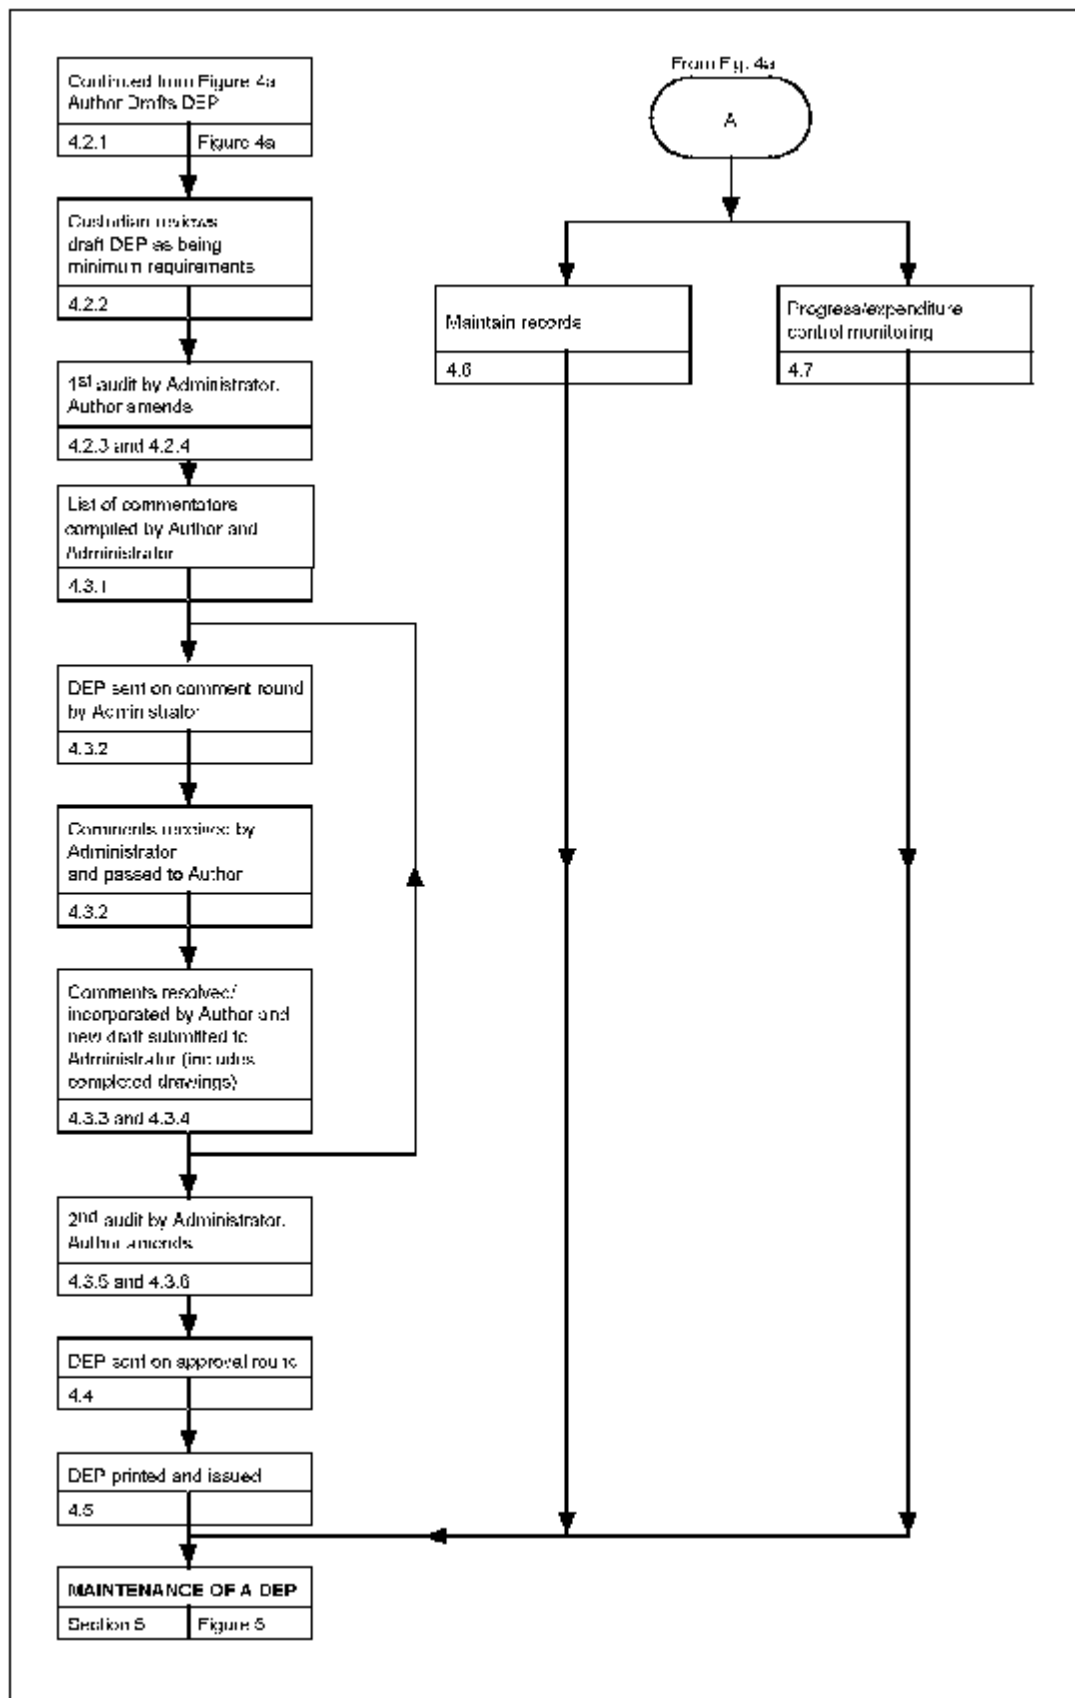 Continued from Figure 4a
Author Drafts DEP
4.2.1 Figure 4a
Custodian reviews
draft DEP as being
minimum requirements
4.2.2
1st audit by Administrator.
Author amends
4.2.3 and 4.2.4
List of commentators
compiled by Author and
Administrator
4.3.1
DEP sent on comment round
by Administrator
4.3.2
Comments received by
Administrator
and passed to Author
4.3.2
Comments resolved/
incorporated by Author and
new draft submitted to
Administrator (includes
completed drawings)
4.3.3 and 4.3.4
2nd audit by Administrator.
Author amends
4.3.5 and 4.3.6
DEP sent on approval round
4.4
DEP printed and issued
4.5
MAINTENANCE OF A DEP
Section 5 Figure 5
From Fig. 4a
A
Maintain records
4.6
Progress/expenditure
control monitoring
4.7